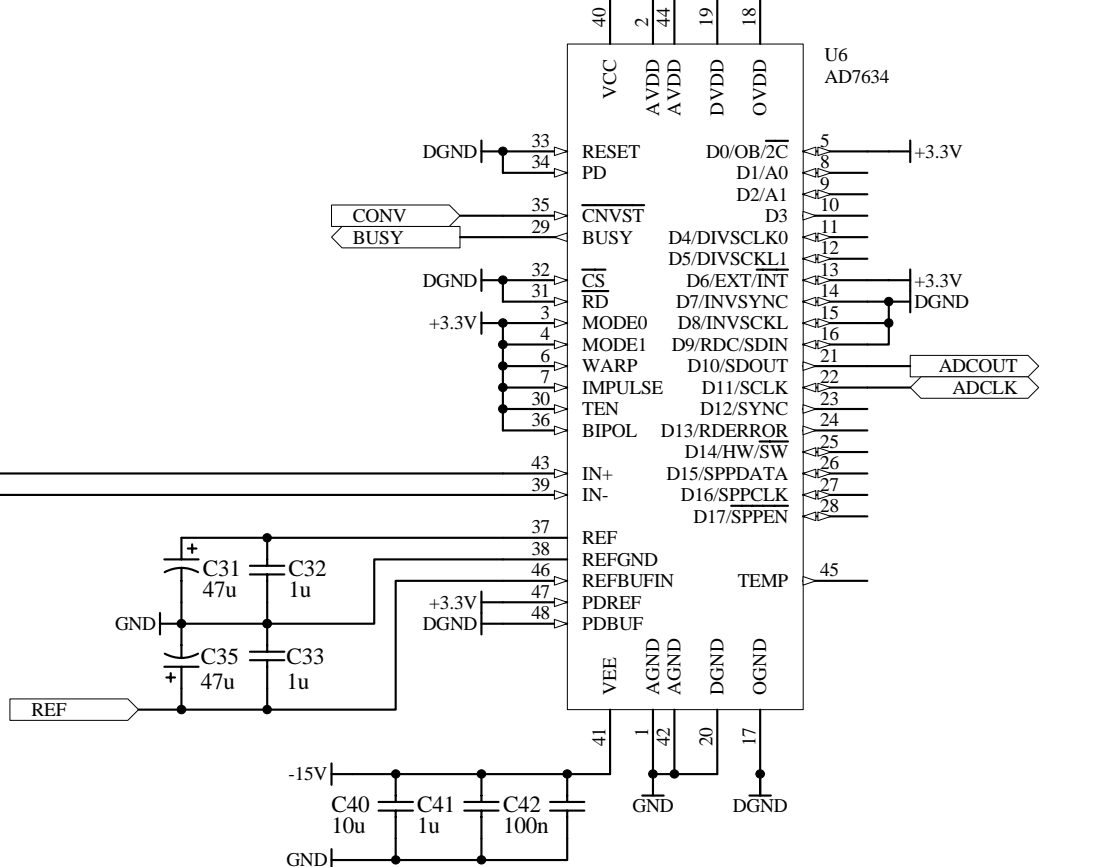 40
2
44
19
18
U6
AD7634
VCC
AVDD
AVDD
DVDD
OVDD
DGND 33 RESET D0/OB/2C 5 +3.3V
34 PD D1/A0 8
D2/A1 9
CONV 35 CNVST D3 10
BUSY 29 BUSY D4/DIVSCLK0 11
D5/DIVSCKL1 12
DGND 32 CS D6/EXT/INT 13 +3.3V
31 RD D7/INVSYNC 14 DGND
+3.3V 3 MODE0 D8/INVSCKL 15
4 MODE1 D9/RDC/SDIN 16
6 WARP D10/SDOUT 21 ADCOUT
7 IMPULSE D11/SCLK 22 ADCLK
30 TEN D12/SYNC 23
36 BIPOL D13/RDERROR 24
D14/HW/SW 25
43 IN+ D15/SPPDATA 26
39 IN- D16/SPPCLK 27
D17/SPPEN 28
37 REF
38 REFGND
46 REFBUFIN TEMP 45
+3.3V 47 PDREF
DGND 48 PDBUF
+ C31 47u
C32 1u
GND
+ C35 47u
C33 1u
REF
VEE
AGND
AGND
DGND
OGND
41
1
42
20
17
-15V
C40 10u
C41 1u
C42 100n
GND
DGND
GND